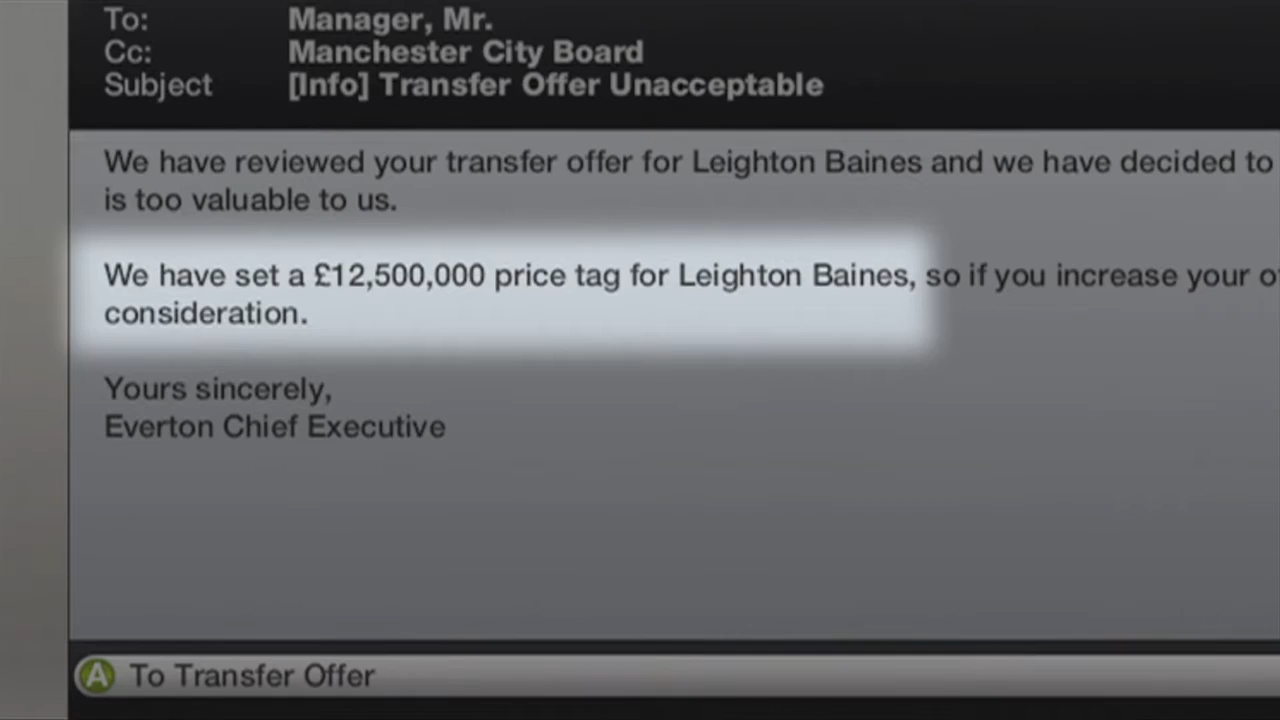 To: Manager, Mr.
Cc: Manchester City Board
Subject [Info] Transfer Offer Unacceptable
We have reviewed your transfer offer for Leighton Baines and we have decided to
is too valuable to us.
We have set a £12,500,000 price tag for Leighton Baines, so if you increase your
consideration.
Yours sincerely,
Everton Chief Executive
A To Transfer Offer